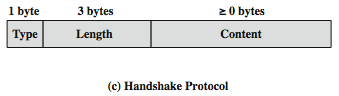 1 byte 3 bytes ≥ 0 bytes
Type Length Content
(c) Handshake Protocol